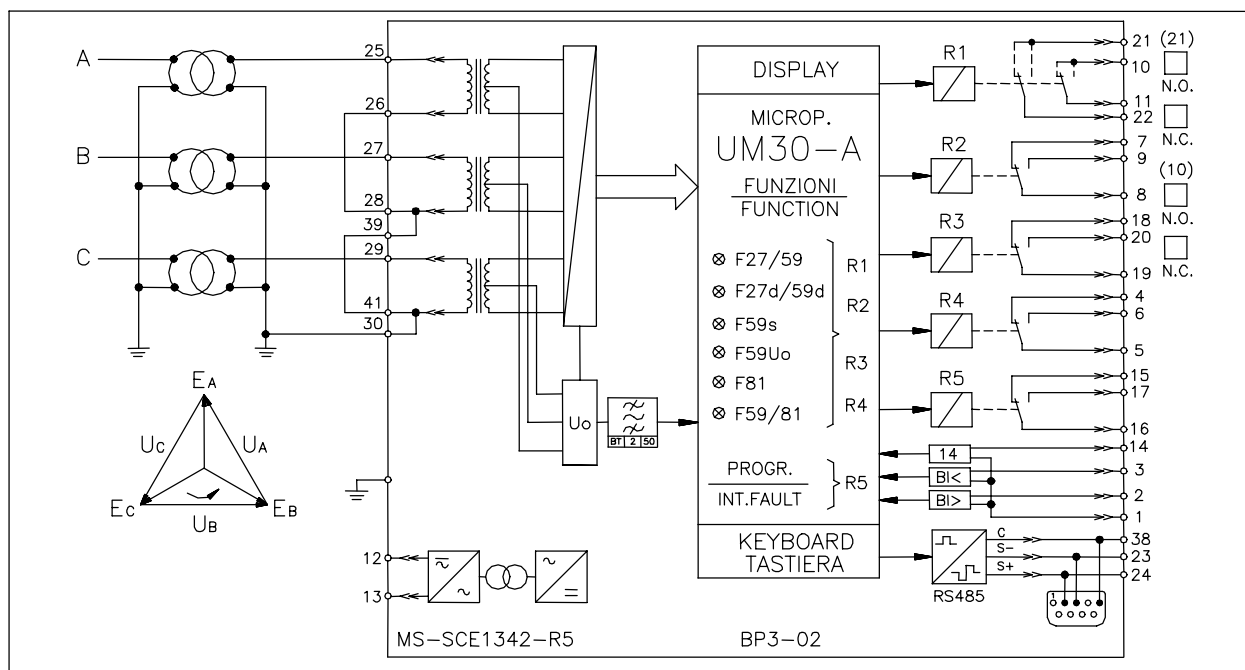 A
B
C
25
26
27
28
39
29
41
30
12
13
EA
UC
UA
EC
UB
EB
Uo
BT 2 50
DISPLAY
MICROP.
UM30-A
FUNZIONI
FUNCTION
F27/59
F27d/59d
F59s
F59Uo
F81
F59/81
R1
R2
R3
R4
PROGR.
INT.FAULT
R5
KEYBOARD
TASTIERA
R1
R2
R3
R4
R5
14
BI<
BI>
RS485
C
S-
S+
1
21 (21)
10
N.O.
11
22
N.C.
7
9
(10)
8
N.O.
18
20
19
N.C.
4
6
5
15
17
16
14
3
2
1
38
23
24
MS-SCE1342-R5
BP3-02